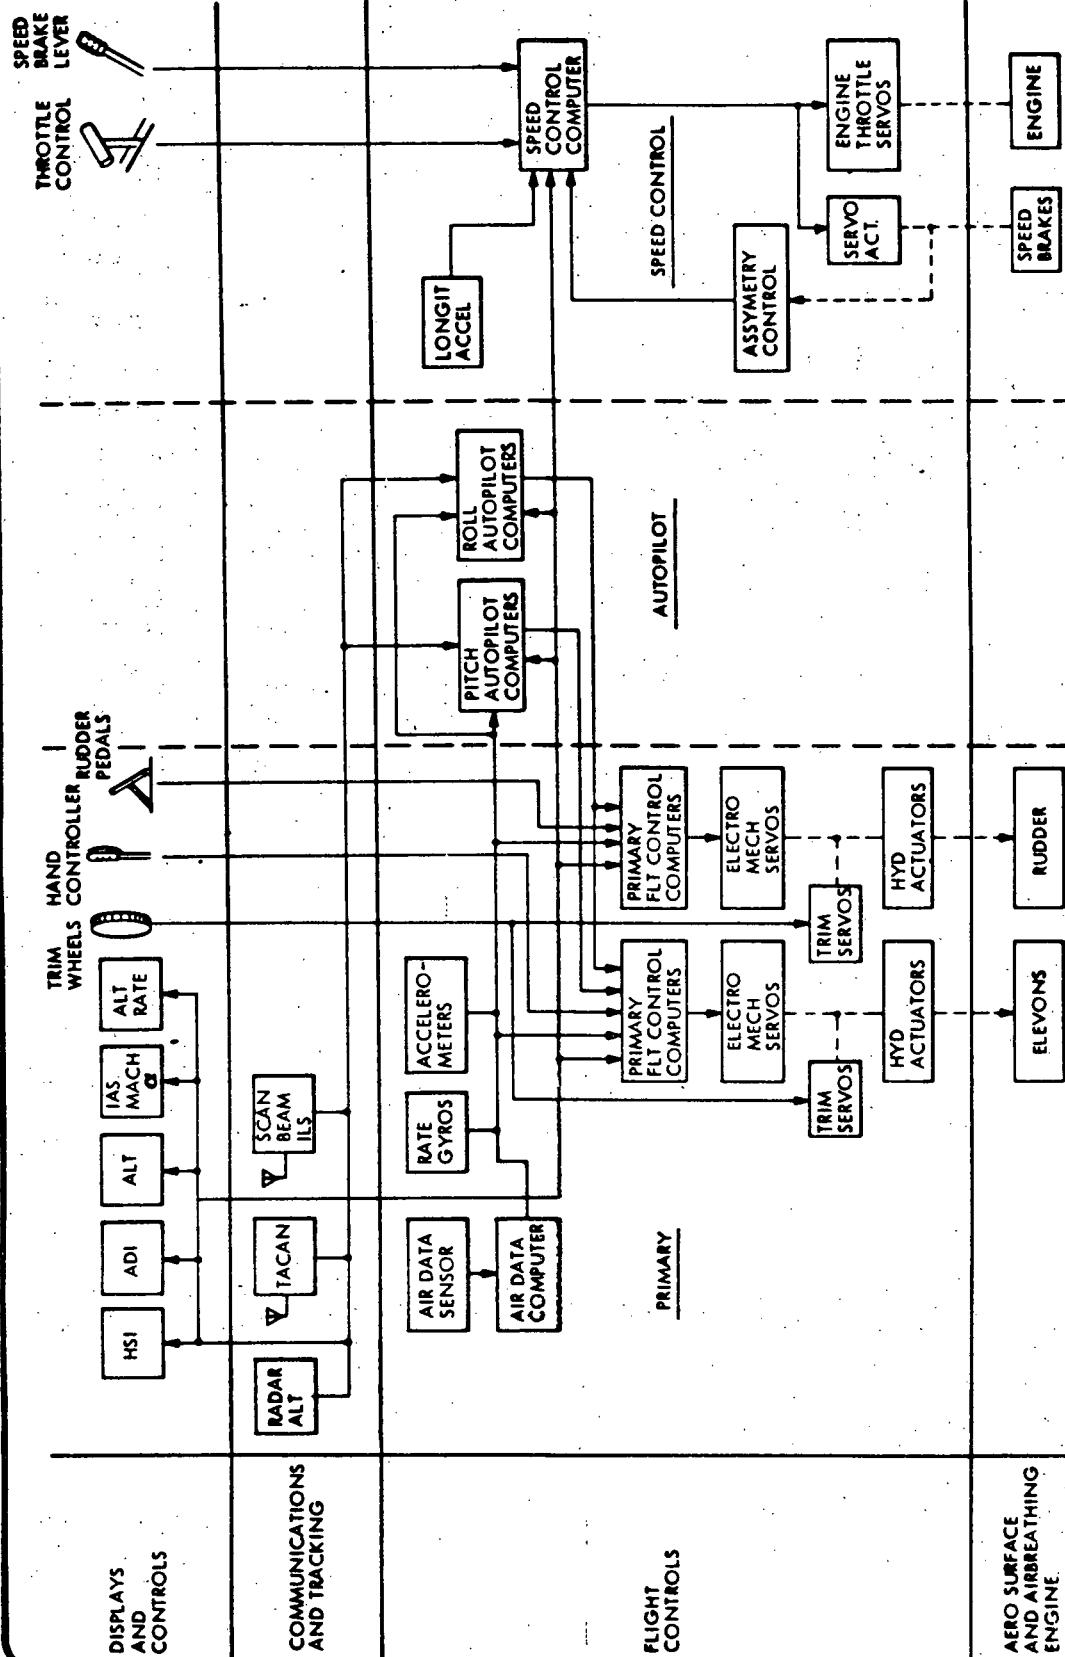 DISPLAYS
AND
CONTROLS
HSI
ADI
ALT
IAS
MACH
α
ALT
RATE
TRIM
WHEELS
HAND
CONTROLLER
RUDDER
PEDALS
THROTTLE
CONTROL
SPEED
BRAKE
LEVER
COMMUNICATIONS
AND TRACKING
RADAR
ALT
TACAN
SCAN
BEAM
ILS
FLIGHT
CONTROLS
AIR DATA
SENSOR
RATE
GYROS
ACCELERO-
METERS
LONGIT
ACCEL
AIR DATA
COMPUTER
PITCH
AUTOPILOT
COMPUTERS
ROLL
AUTOPILOT
COMPUTERS
SPEED
CONTROL
COMPUTER
PRIMARY
AUTOPILOT
SPEED CONTROL
PRIMARY
FLT CONTROL
COMPUTERS
PRIMARY
FLT CONTROL
COMPUTERS
ELECTRO
MECH
SERVOS
ELECTRO
MECH
SERVOS
ASSYMETRY
CONTROL
TRIM
SERVOS
TRIM
SERVOS
SERVO
ACT.
ENGINE
THROTTLE
SERVOS
HYD
ACTUATORS
HYD
ACTUATORS
AERO SURFACE
AND AIRBREATHING
ENGINE
ELEVONS
RUDDER
SPEED
BRAKES
ENGINE